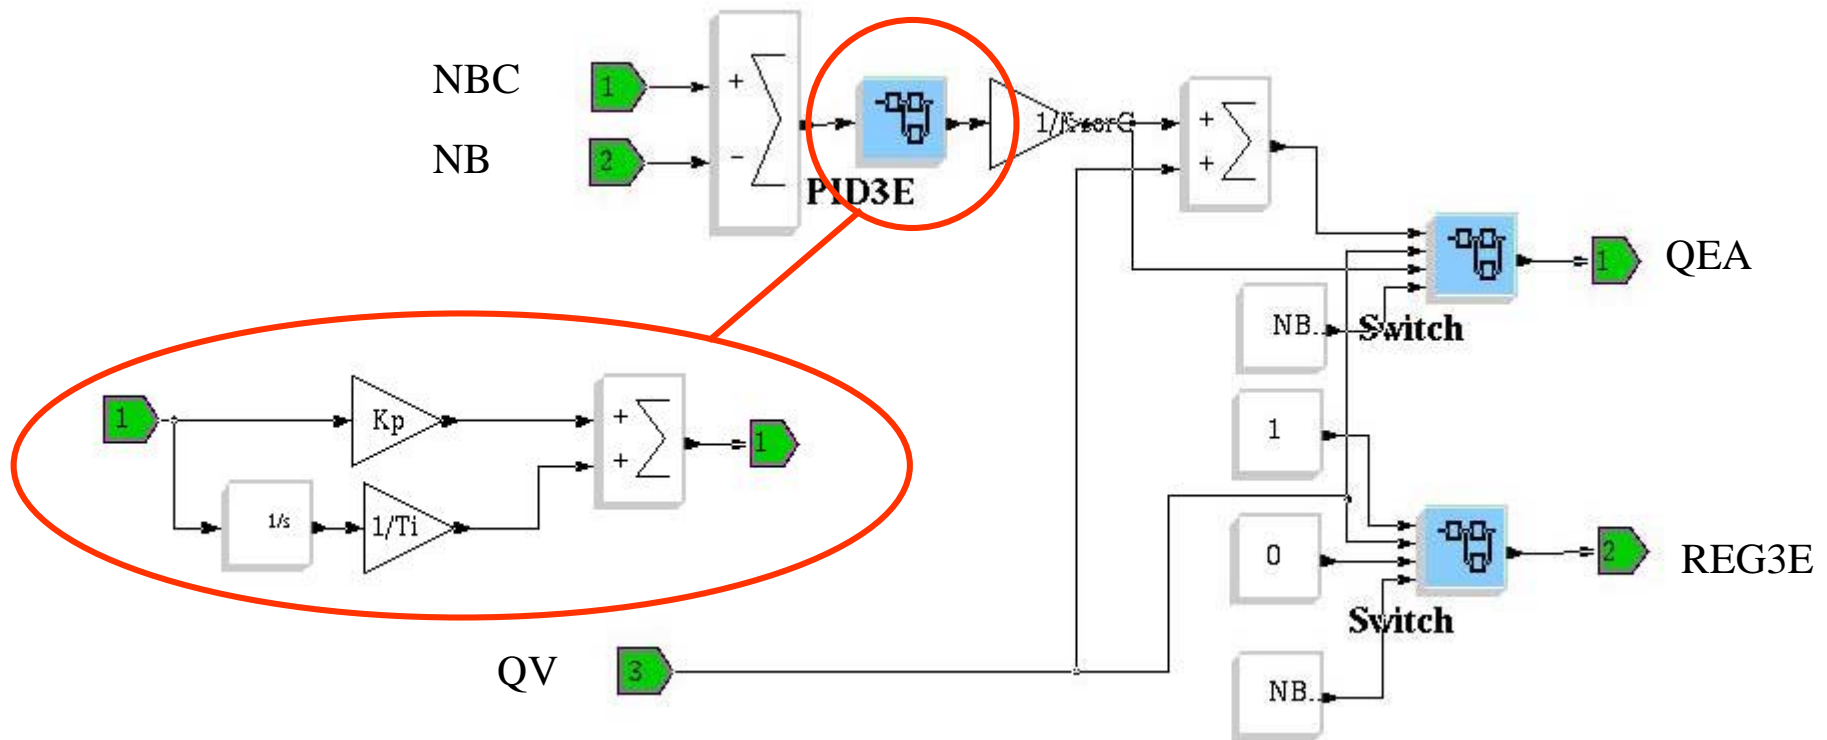 NBC
1
+
NB
2
−
PID3E
+
+
1
QEA
NB..
Switch
1
Kp
+
+
1
1/s
1/Ti
1
0
2
REG3E
Switch
QV
3
NB..